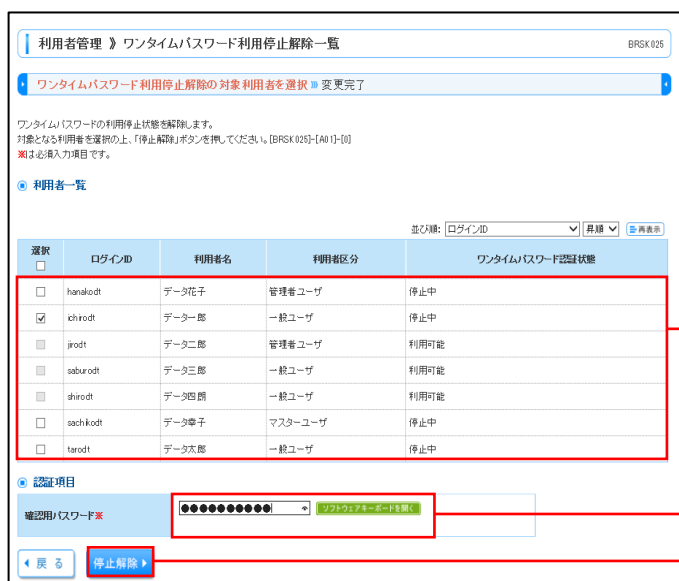 利用者管理 》 ワンタイムパスワード利用停止解除一覧 BRSK025
ワンタイムパスワード利用停止解除の対象利用者を選択 》 変更完了
ワンタイムパスワードの利用停止状態を解除します。
対象となる利用者を選択の上、「停止解除」ボタンを押してください。[BRSK025]-[A01]-[0]
※は必須入力項目です。
利用者一覧
並び順: ログインID 昇順 再表示
選択 ログインID 利用者名 利用者区分 ワンタイムパスワード認証状態
hanakodt データ花子 管理者ユーザ 停止中
ichirodt データ一郎 一般ユーザ 停止中
jirodt データ二郎 管理者ユーザ 利用可能
saburodt データ三郎 一般ユーザ 利用可能
shirodt データ四朗 一般ユーザ 利用可能
sachikodt データ幸子 マスターユーザ 停止中
tarodt データ太郎 一般ユーザ 停止中
認証項目
確認用パスワード※ ●●●●●●●●●● ソフトウェアキーボードを開く
戻る 停止解除